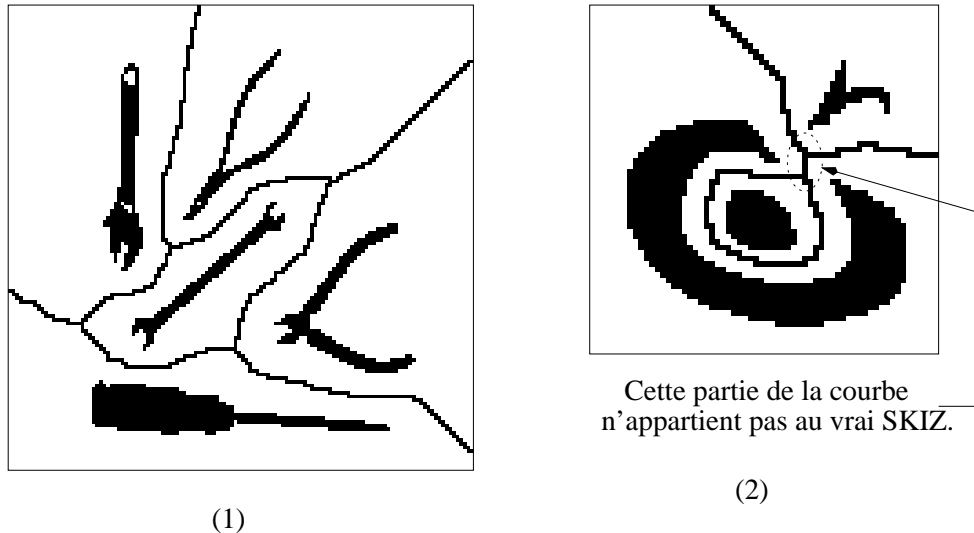 Cette partie de la courbe
n'appartient pas au vrai SKIZ.
(1)
(2)